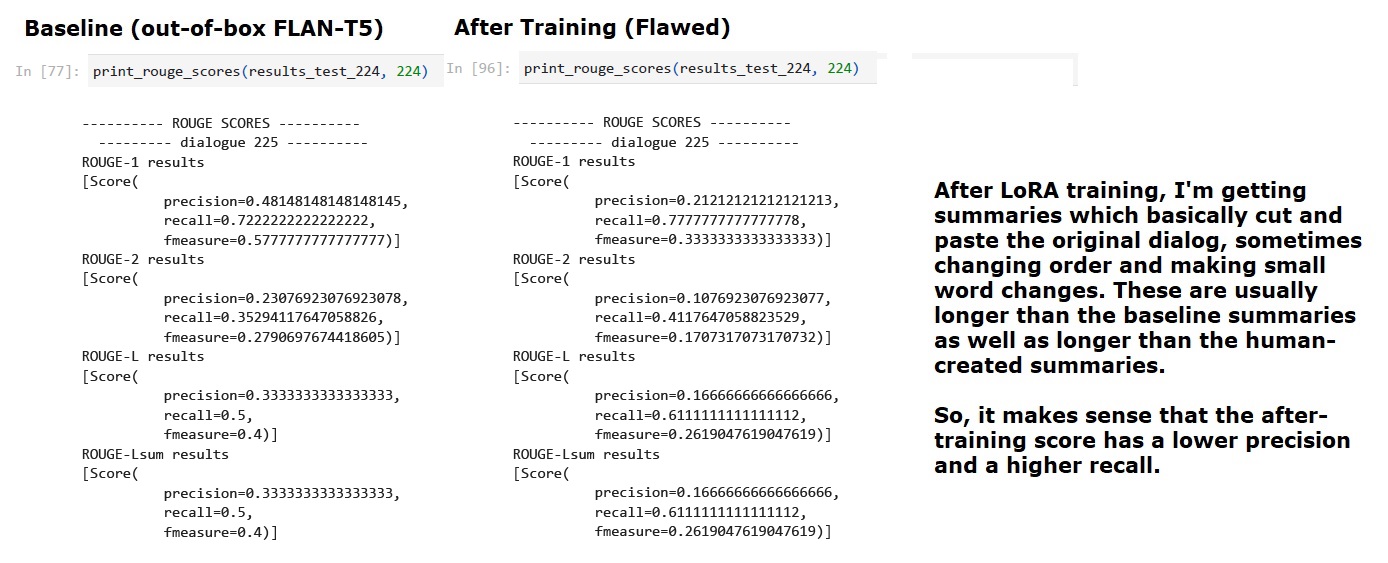 Baseline (out-of-box FLAN-T5)
In [77]: print_rouge_scores(results_test_224, 224)
---------- ROUGE SCORES ----------
--------- dialogue 225 ----------
ROUGE-1 results
[Score(
precision=0.48148148148148145,
recall=0.7222222222222222,
fmeasure=0.5777777777777777)]
ROUGE-2 results
[Score(
precision=0.23076923076923078,
recall=0.35294117647058826,
fmeasure=0.2790697674418605)]
ROUGE-L results
[Score(
precision=0.3333333333333333,
recall=0.5,
fmeasure=0.4)]
ROUGE-Lsum results
[Score(
precision=0.3333333333333333,
recall=0.5,
fmeasure=0.4)]
After Training (Flawed)
In [96]: print_rouge_scores(results_test_224, 224)
---------- ROUGE SCORES ----------
--------- dialogue 225 ----------
ROUGE-1 results
[Score(
precision=0.21212121212121213,
recall=0.7777777777777778,
fmeasure=0.3333333333333333)]
ROUGE-2 results
[Score(
precision=0.1076923076923077,
recall=0.4117647058823529,
fmeasure=0.1707317073170732)]
ROUGE-L results
[Score(
precision=0.16666666666666666,
recall=0.6111111111111112,
fmeasure=0.2619047619047619)]
ROUGE-Lsum results
[Score(
precision=0.16666666666666666,
recall=0.6111111111111112,
fmeasure=0.2619047619047619)]
After LoRA training, I'm getting
summaries which basically cut and
paste the original dialog, sometimes
changing order and making small
word changes. These are usually
longer than the baseline summaries
as well as longer than the human-
created summaries.
So, it makes sense that the after-
training score has a lower precision
and a higher recall.